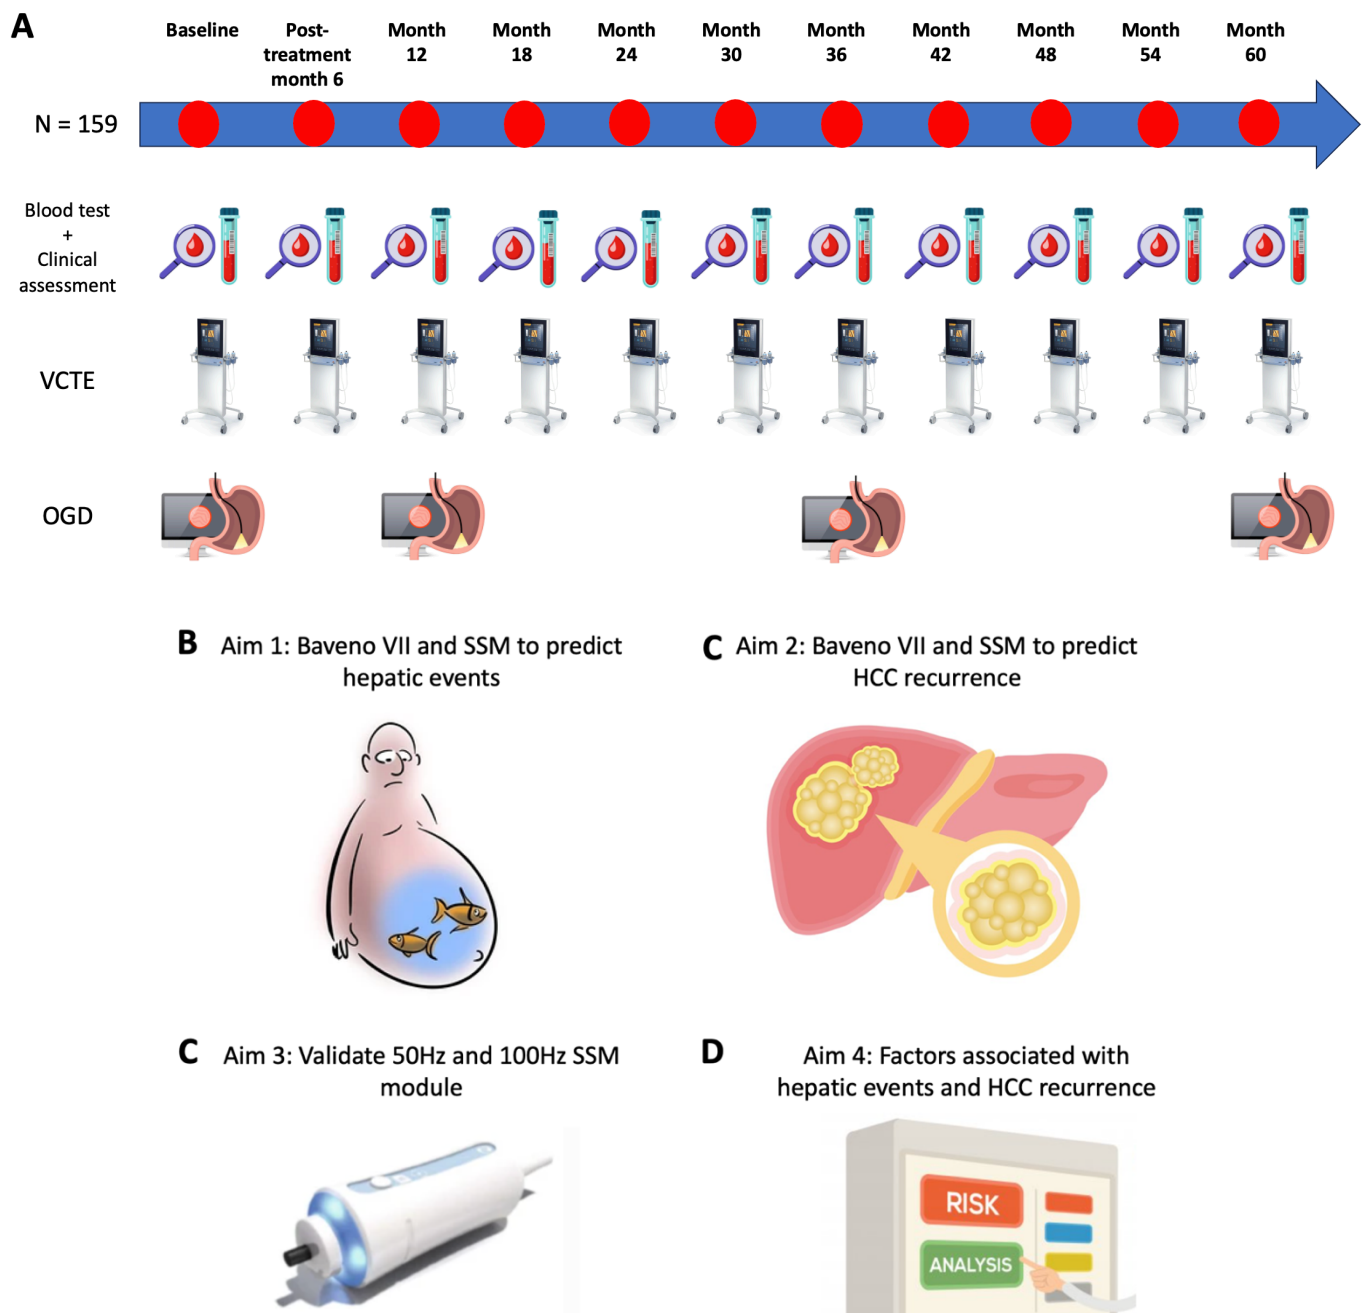 A
Baseline
Post-
treatment
month 6
Month
12
Month
18
Month
24
Month
30
Month
36
Month
42
Month
48
Month
54
Month
60
N = 159
Blood test
+
Clinical
assessment
VCTE
OGD
B
Aim 1: Baveno VII and SSM to predict
hepatic events
C
Aim 2: Baveno VII and SSM to predict
HCC recurrence
C
Aim 3: Validate 50Hz and 100Hz SSM
module
D
Aim 4: Factors associated with
hepatic events and HCC recurrence
RISK
ANALYSIS